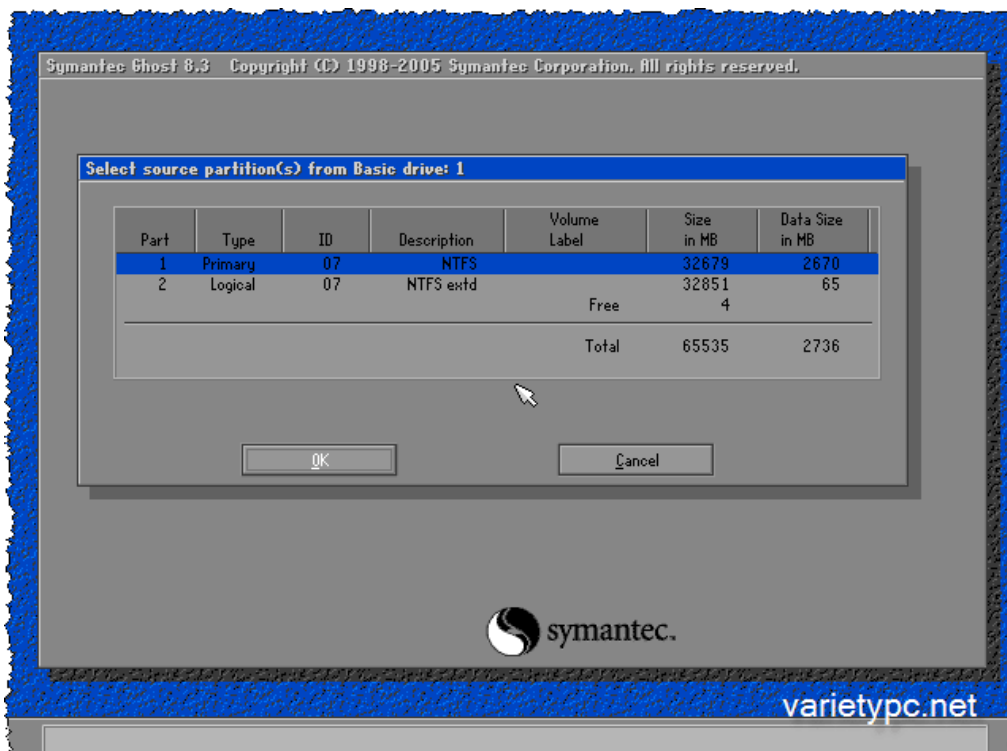 Symantec Ghost 8.3 Copyright (C) 1998-2005 Symantec Corporation. All rights reserved.
Select source partition(s) from Basic drive: 1
Part Type ID Description Volume Label Size in MB Data Size in MB
1 Primary 07 NTFS 32679 2670
2 Logical 07 NTFS extd 32851 65
Free 4
Total 65535 2736
OK Cancel
symantec.
varietypc.net